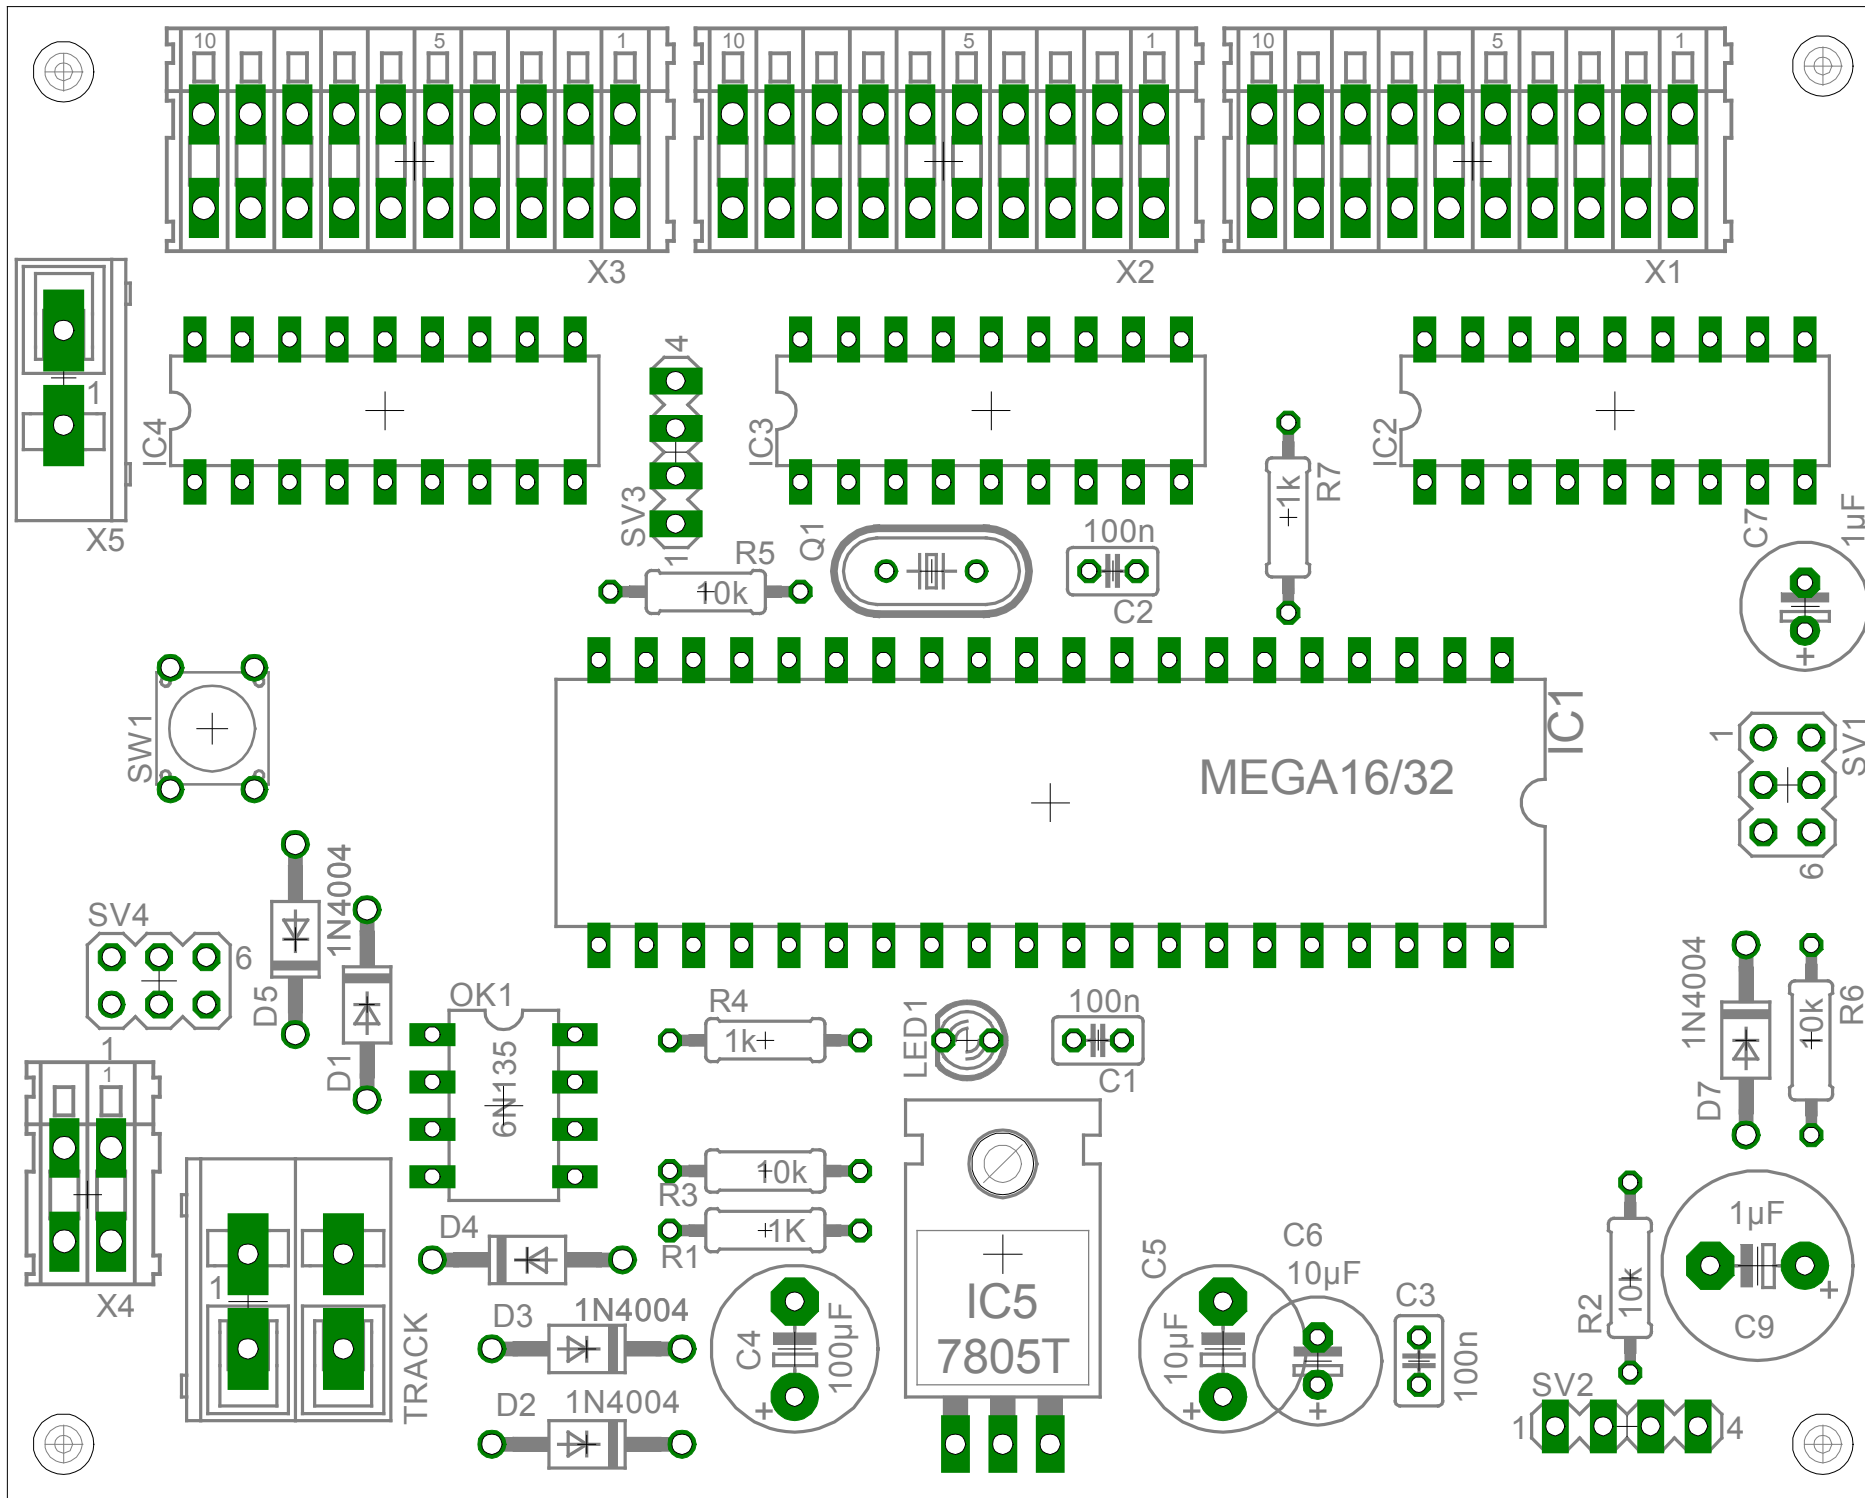 10 5 1
10 5 1
10 5 1
X3
X2
X1
1
X5
IC4
4
SV3
1
IC3
IC2
R7
1k
C7
1µF
+
R5
10k
Q1
100n
C2
SW1
IC1
MEGA16/32
1
SV1
6
SV4
6
1N4004
D5
D1
OK1
6N135
R4
1k
LED1
100n
C1
1N4004
D7
R6
10k
1
1
X4
R3
10k
R1
1K
D4
D3
1N4004
D2
1N4004
1
TRACK
C4
100µF
+
IC5
7805T
C5
10µF
+
C6
10µF
+
C3
100n
R2
10k
1µF
+
C9
SV2
1
4